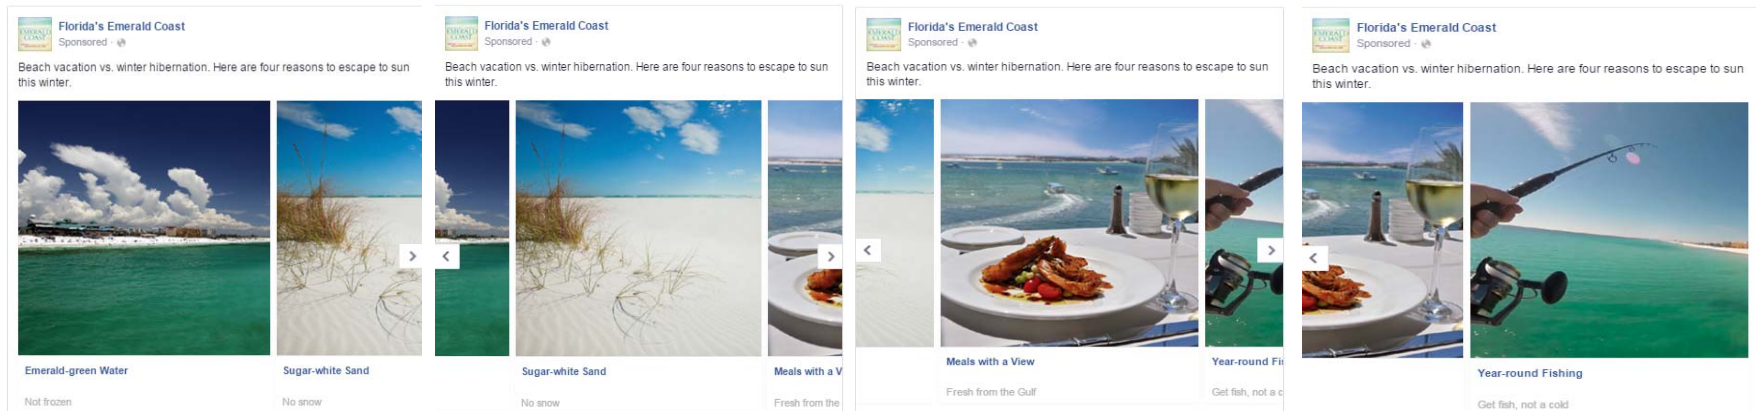 Florida's Emerald Coast
Sponsored ·
Beach vacation vs. winter hibernation. Here are four reasons to escape to sun
this winter.
Emerald-green Water
Not frozen
Sugar-white Sand
No snow
Florida's Emerald Coast
Sponsored ·
Beach vacation vs. winter hibernation. Here are four reasons to escape to sun
this winter.
Sugar-white Sand
No snow
Meals with a V
Fresh from the
Florida's Emerald Coast
Sponsored ·
Beach vacation vs. winter hibernation. Here are four reasons to escape to sun
this winter.
Meals with a View
Fresh from the Gulf
Year-round Fis
Get fish, not a c
Florida's Emerald Coast
Sponsored ·
Beach vacation vs. winter hibernation. Here are four reasons to escape to sun
this winter.
Year-round Fishing
Get fish, not a cold